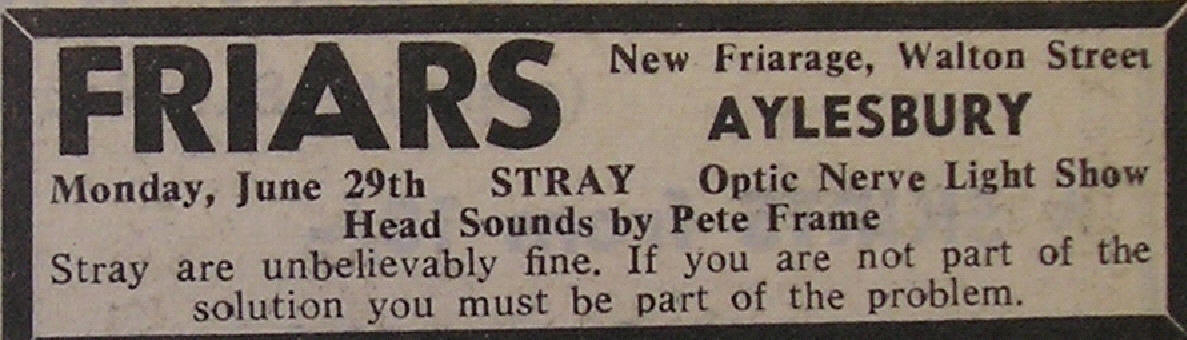 FRIARS New Friarage, Walton Street
AYLESBURY
Monday, June 29th STRAY Optic Nerve Light Show
Head Sounds by Pete Frame
Stray are unbelievably fine. If you are not part of the
solution you must be part of the problem.